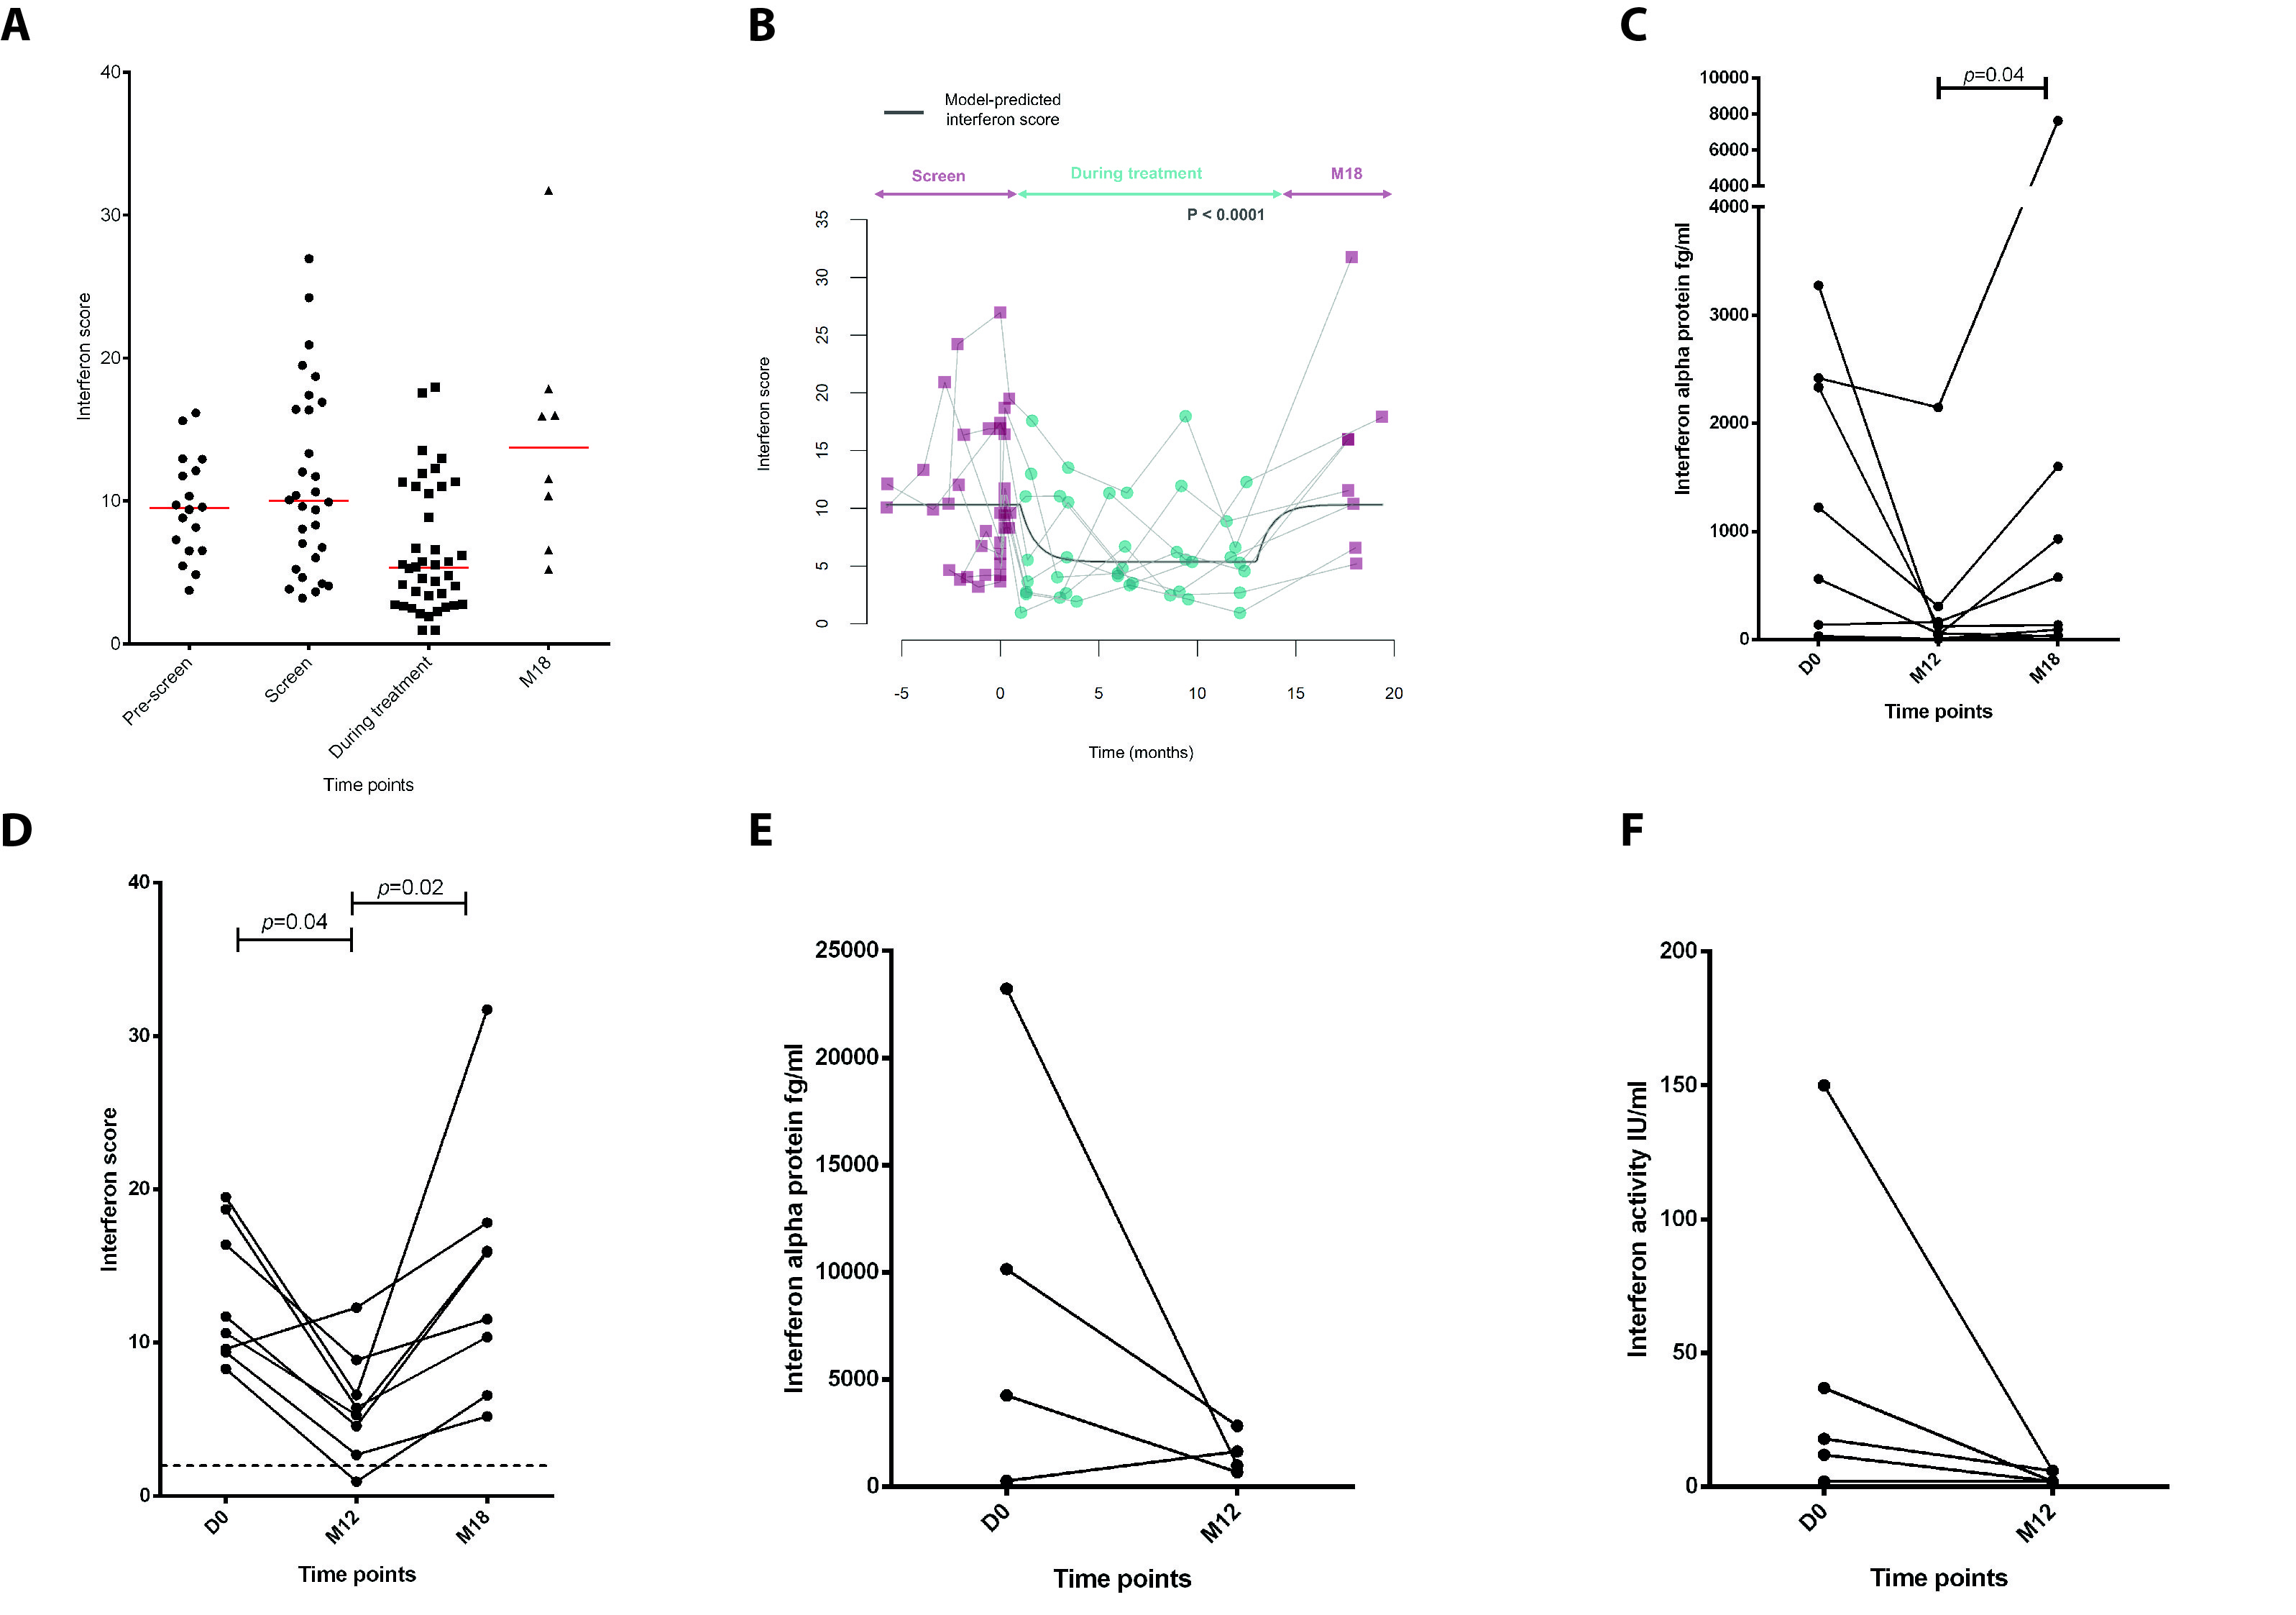 A
40
30
20
10
0
Interferon score
Pre-screen
Screen
During treatment
M18
Time points
B
Model-predicted
interferon score
Screen
During treatment
M18
P < 0.0001
35
30
25
20
15
10
5
0
Interferon score
-5
0
5
10
15
20
Time (months)
C
p=0.04
10000
8000
6000
4000
4000
3000
2000
1000
0
Interferon alpha protein fg/ml
D0
M12
M18
Time points
D
p=0.02
p=0.04
40
30
20
10
0
Interferon score
D0
M12
M18
Time points
E
25000
20000
15000
10000
5000
0
Interferon alpha protein fg/ml
D0
M12
Time points
F
200
150
100
50
0
Interferon activity IU/ml
D0
M12
Time points